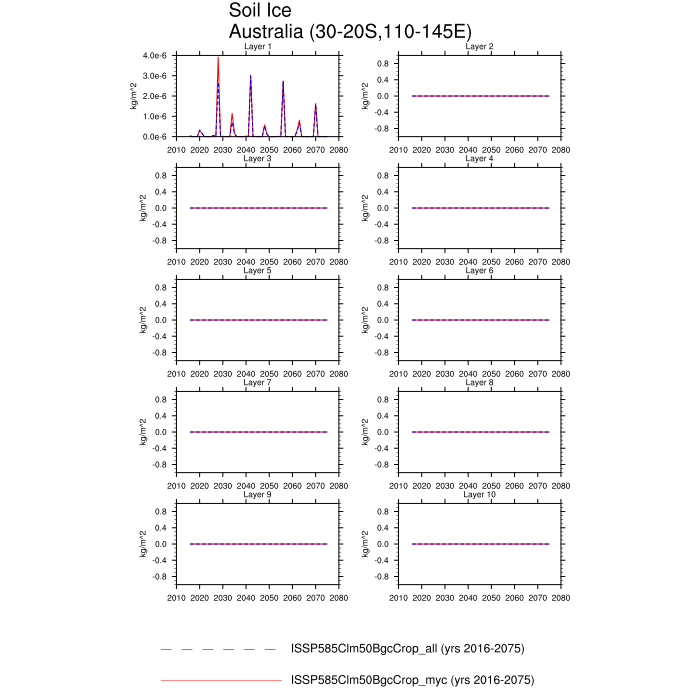 Soil Ice
Australia (30-20S,110-145E)
Layer 1
Layer 2
4.0e-6
3.0e-6
2.0e-6
1.0e-6
0.0e-6
kg/m^2
2010 2020 2030 2040 2050 2060 2070 2080
0.8
0.4
0.0
-0.4
-0.8
kg/m^2
2010 2020 2030 2040 2050 2060 2070 2080
Layer 3
Layer 4
0.8
0.4
0.0
-0.4
-0.8
kg/m^2
2010 2020 2030 2040 2050 2060 2070 2080
0.8
0.4
0.0
-0.4
-0.8
kg/m^2
2010 2020 2030 2040 2050 2060 2070 2080
Layer 5
Layer 6
0.8
0.4
0.0
-0.4
-0.8
kg/m^2
2010 2020 2030 2040 2050 2060 2070 2080
0.8
0.4
0.0
-0.4
-0.8
kg/m^2
2010 2020 2030 2040 2050 2060 2070 2080
Layer 7
Layer 8
0.8
0.4
0.0
-0.4
-0.8
kg/m^2
2010 2020 2030 2040 2050 2060 2070 2080
0.8
0.4
0.0
-0.4
-0.8
kg/m^2
2010 2020 2030 2040 2050 2060 2070 2080
Layer 9
Layer 10
0.8
0.4
0.0
-0.4
-0.8
kg/m^2
2010 2020 2030 2040 2050 2060 2070 2080
0.8
0.4
0.0
-0.4
-0.8
kg/m^2
2010 2020 2030 2040 2050 2060 2070 2080
ISSP585Clm50BgcCrop_all (yrs 2016-2075)
ISSP585Clm50BgcCrop_myc (yrs 2016-2075)